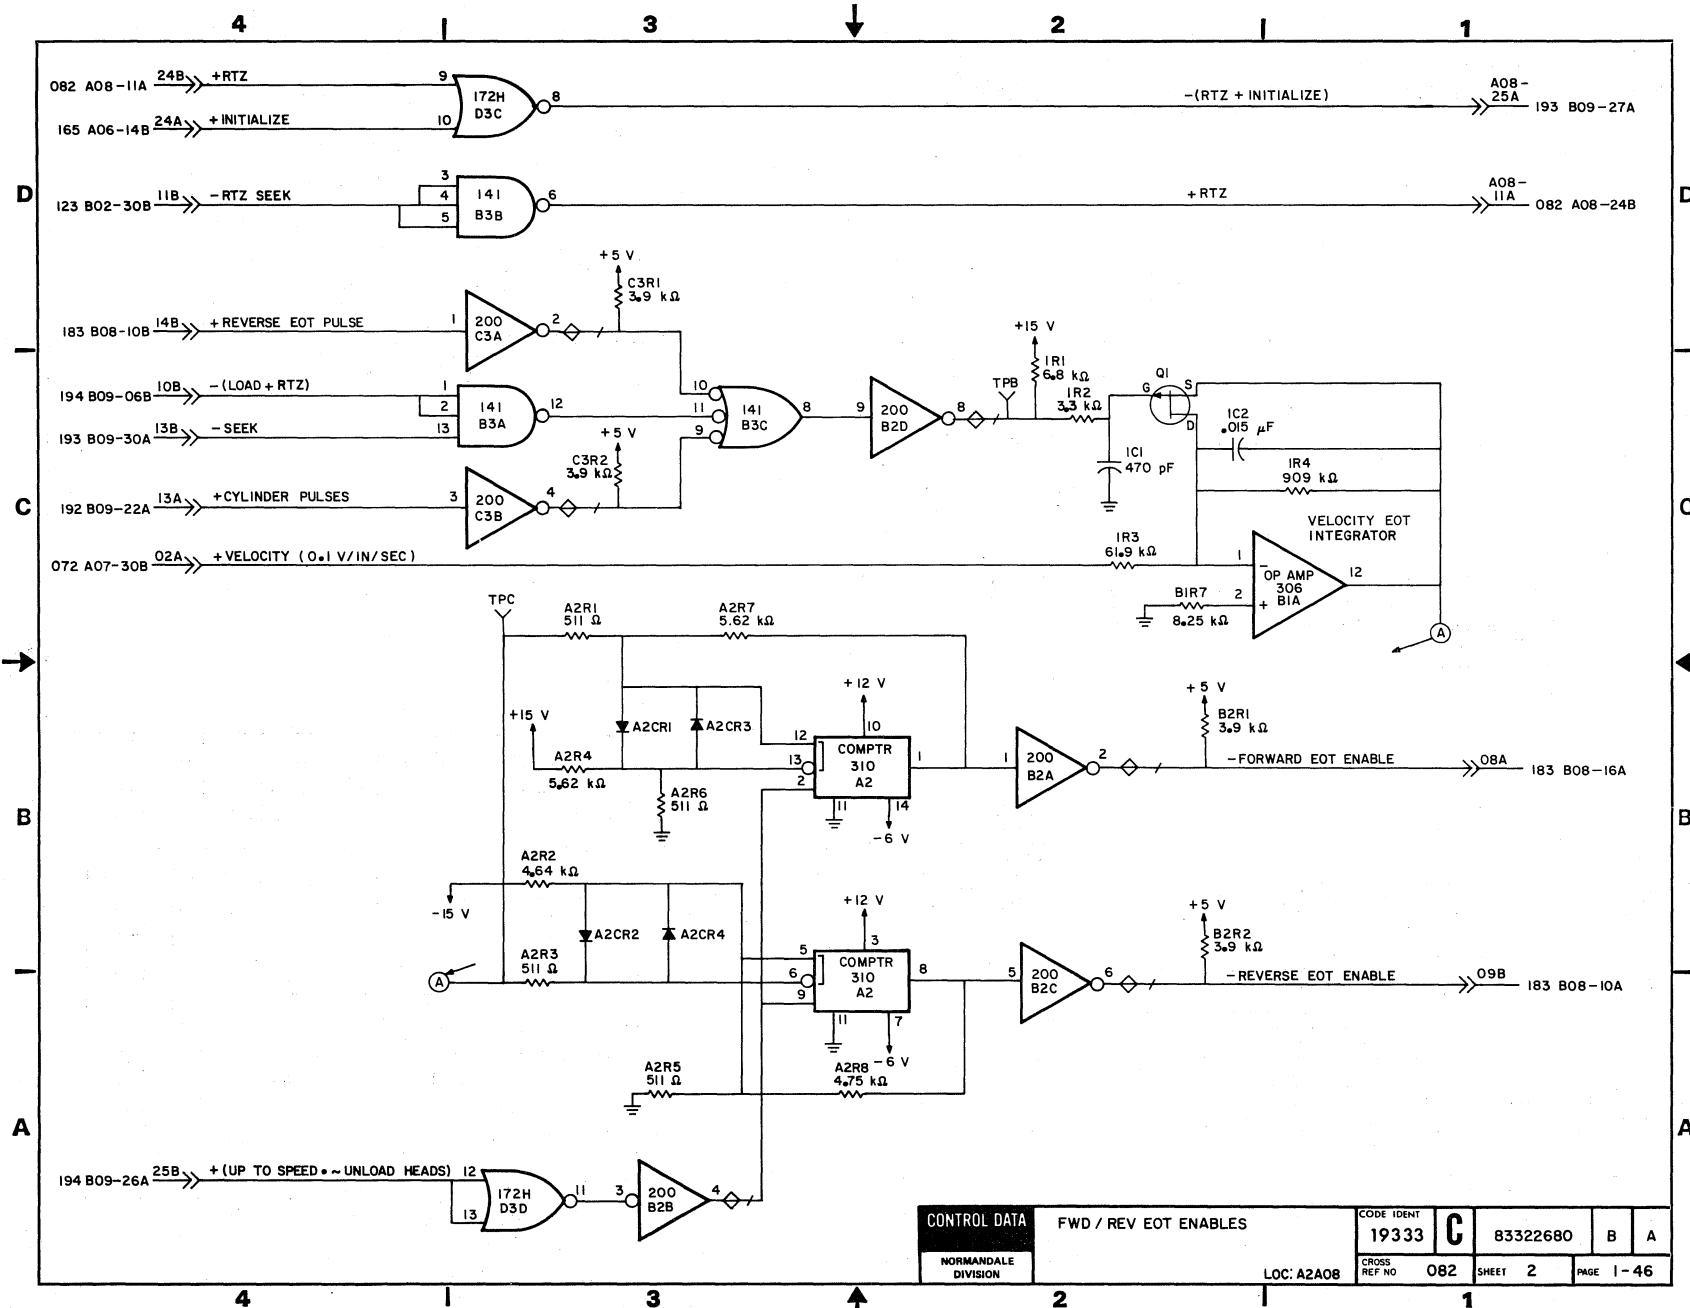 4 3 2 1
082 A08-11A 24B +RTZ 9
172H D3C 8
-(RTZ + INITIALIZE)
A08-25A 193 B09-27A
165 A06-14B 24A +INITIALIZE 10
D D
123 B02-30B 11B -RTZ SEEK 3 4 5
141 B3B 6
+RTZ
A08-11A 082 A08-24B
+5 V
C3R1
3.9 kΩ
183 B08-10B 14B +REVERSE EOT PULSE 1
200 C3A 2
194 B09-06B 10B -(LOAD+RTZ) 1 2
141 B3A 12
193 B09-30A 13B -SEEK 13
10 11 9
141 B3C 8
9 200 B2D 8
TPB
+15 V
IR1
6.8 kΩ
IR2
3.3 kΩ
Q1
G S D
IC2
.015 μF
IC1
470 pF
IR4
909 kΩ
+5 V
C3R2
3.9 kΩ
C C
192 B09-22A 13A +CYLINDER PULSES 3
200 C3B 4
VELOCITY EOT
INTEGRATOR
072 A07-30B 02A +VELOCITY (0.1 V/IN/SEC)
IR3
61.9 kΩ
1 -
OP AMP
306
B1A
12
2 +
B1R7
8.25 kΩ
A
TPC
A2R1
511 Ω
A2R7
5.62 kΩ
+12 V
10
+15 V
A2CR1 A2CR3
A2R4
5.62 kΩ
A2R6
511 Ω
12 13 2
COMPTR
310
A2
1
11 14
-6 V
1 200 B2A 2
+5 V
B2R1
3.9 kΩ
-FORWARD EOT ENABLE
08A 183 B08-16A
B B
A2R2
4.64 kΩ
-15 V
A2CR2 A2CR4
A2R3
511 Ω
A
+12 V
3
5 6 9
COMPTR
310
A2
8
11 7
-6 V
5 200 B2C 6
+5 V
B2R2
3.9 kΩ
-REVERSE EOT ENABLE
09B 183 B08-10A
A2R5
511 Ω
A2R8
4.75 kΩ
A A
194 B09-26A 25B +(UP TO SPEED • ~UNLOAD HEADS) 12 13
172H D3D 11
3 200 B2B 4
CONTROL DATA
NORMANDALE
DIVISION
FWD / REV EOT ENABLES
LOC: A2A08
CODE IDENT
19333
C
83322680
B
A
CROSS
REF NO 082
SHEET 2
PAGE 1-46
4 3 2 1